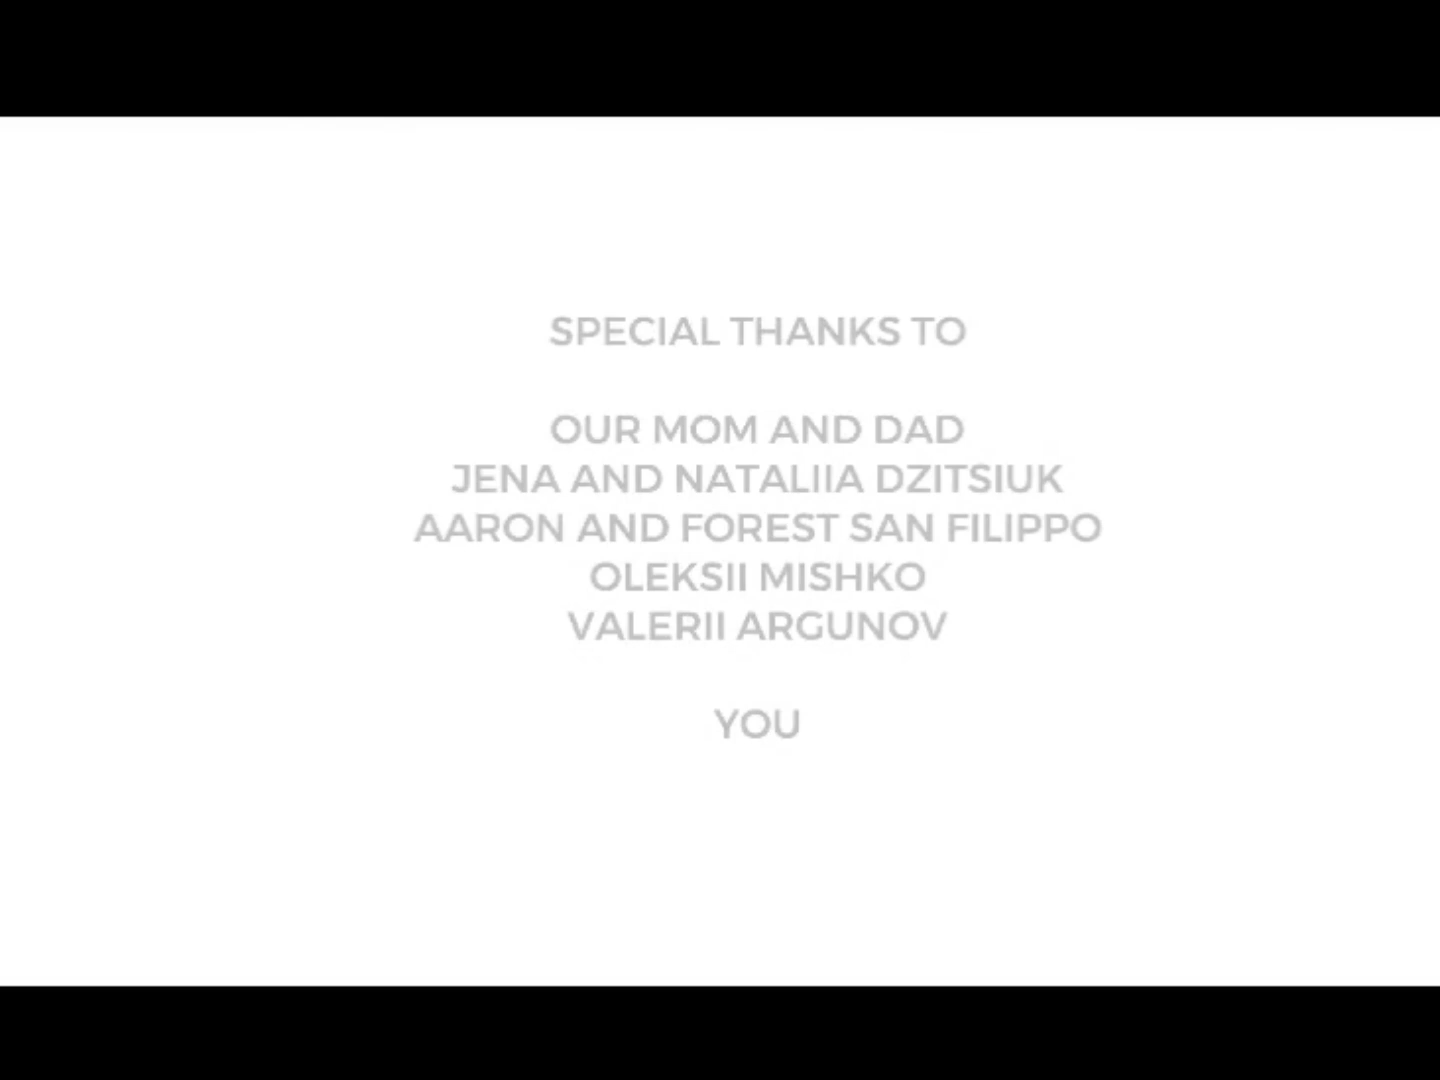 SPECIAL THANKS TO
OUR MOM AND DAD
JENA AND NATALIIA DZITSIUK
AARON AND FOREST SAN FILIPPO
OLEKSII MISHKO
VALERII ARGUNOV
YOU